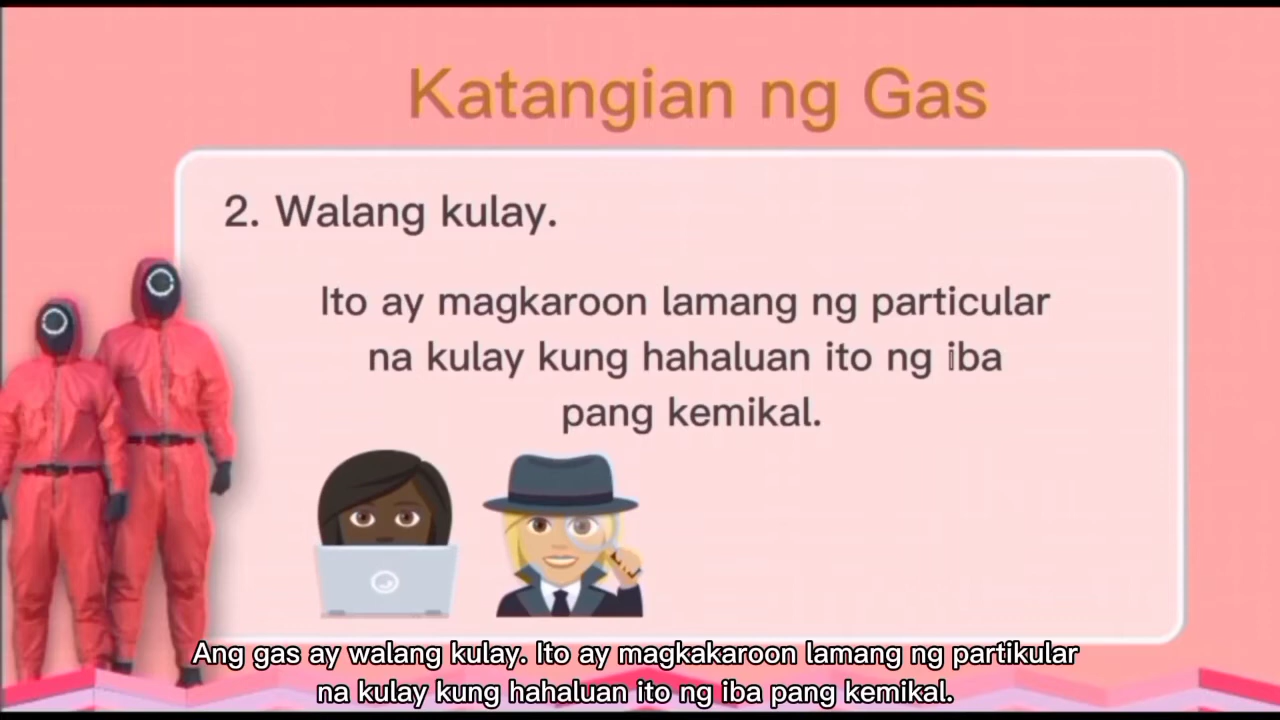 Katangian ng Gas
2. Walang kulay.
Ito ay magkaroon lamang ng particular
na kulay kung hahaluan ito ng iba
pang kemikal.
Ang gas ay walang kulay. Ito ay magkakaroon lamang ng partikular
na kulay kung hahaluan ito ng iba pang kemikal.